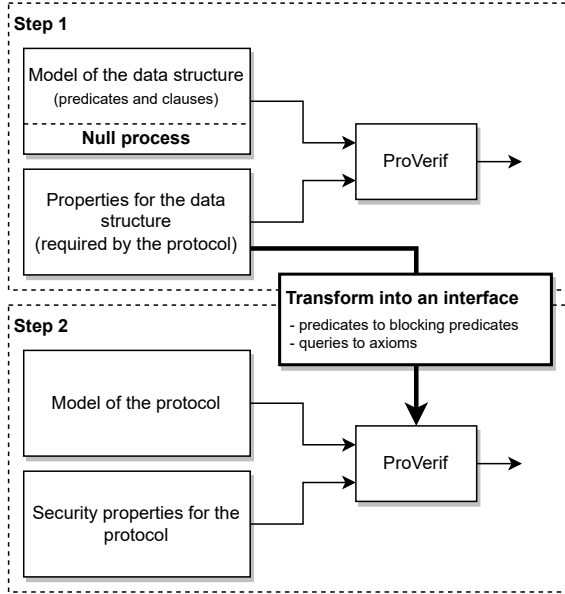 Step 1
Model of the data structure
(predicates and clauses)
Null process
ProVerif
Properties for the data
structure
(required by the protocol)
Transform into an interface
- predicates to blocking predicates
- queries to axioms
Step 2
Model of the protocol
ProVerif
Security properties for the
protocol